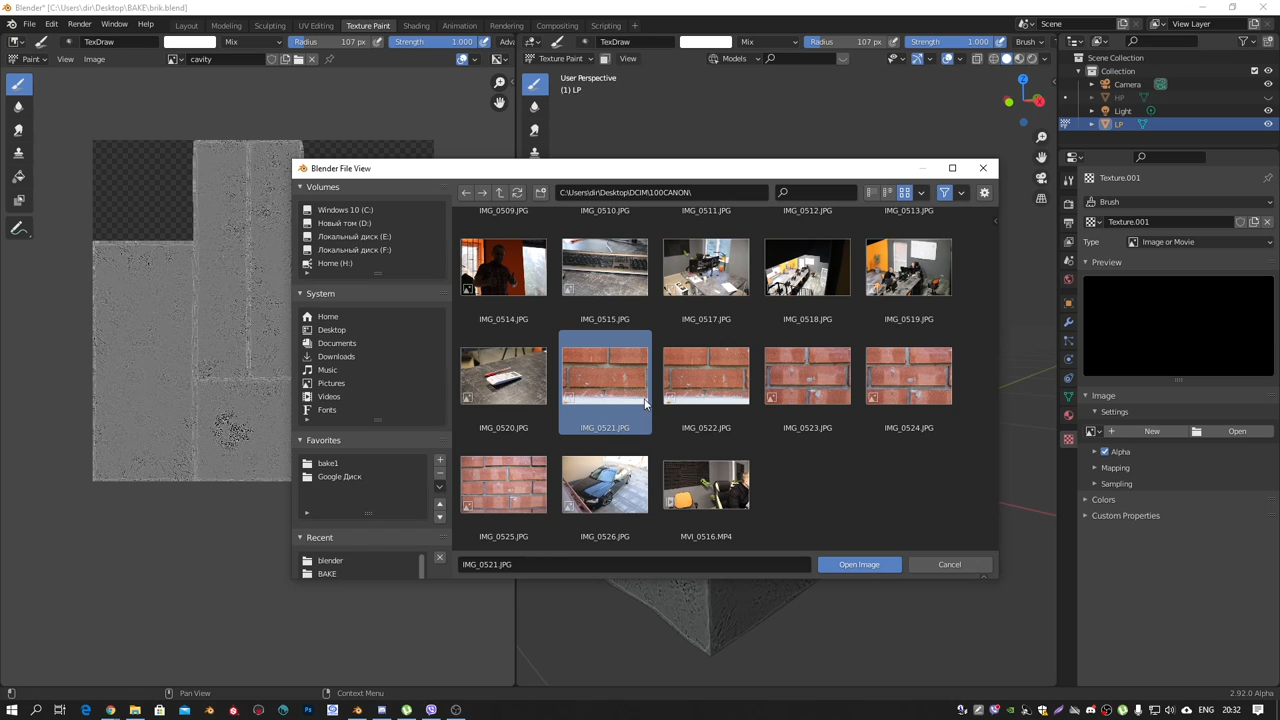 Blender* [C:\Users\dir\Desktop\BAKE\brik.blend]
File Edit Render Window Help Layout Modeling Sculpting UV Editing Texture Paint Shading Animation Rendering Compositing Scripting + Scene View Layer
TexDraw Mix Radius 107 px Strength 1.000 Adv TexDraw Mix Radius 107 px Strength 1.000 Brush
Paint View Image cavity Texture Paint View Models
Scene Collection
Collection
Camera
HP
Light
LP
User Perspective
(1) LP
Blender File View
Volumes
Windows 10 (C:)
Новый том (D:)
Локальный диск (E:)
Локальный диск (F:)
Home (H:)
System
Home
Desktop
Documents
Downloads
Music
Pictures
Videos
Fonts
Favorites
bake1
Google Диск
Recent
blender
BAKE
C:\Users\dir\Desktop\DCIM\100CANON\
IMG_0509.JPG IMG_0510.JPG IMG_0511.JPG IMG_0512.JPG IMG_0513.JPG
IMG_0514.JPG IMG_0515.JPG IMG_0517.JPG IMG_0518.JPG IMG_0519.JPG
IMG_0520.JPG IMG_0521.JPG IMG_0522.JPG IMG_0523.JPG IMG_0524.JPG
IMG_0525.JPG IMG_0526.JPG MVI_0516.MP4
IMG_0521.JPG Open Image Cancel
Texture.001
Brush
Texture.001
Type Image or Movie
Preview
Image
Settings
+ New Open
Alpha
Mapping
Sampling
Colors
Custom Properties
Pan View Context Menu 2.92.0 Alpha
ENG 20:32